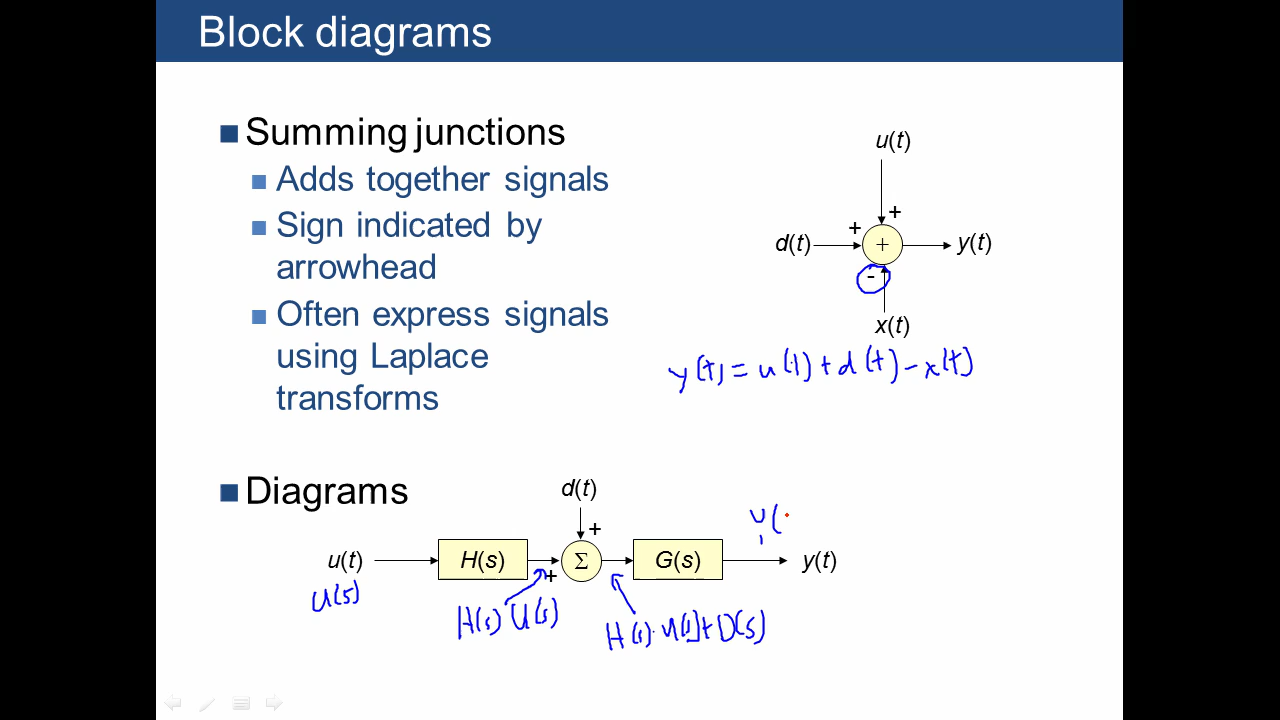 Block diagrams
Summing junctions
Adds together signals
Sign indicated by
arrowhead
Often express signals
using Laplace
transforms
u(t)
+
+
d(t)
+
y(t)
-
x(t)
y(t) = u(t) + d(t) - x(t)
Diagrams
d(t)
+
u(t)
H(s)
Σ
G(s)
y(t)
+
U(s)
H(s) U(s)
H(s) · U(s) + D(s)